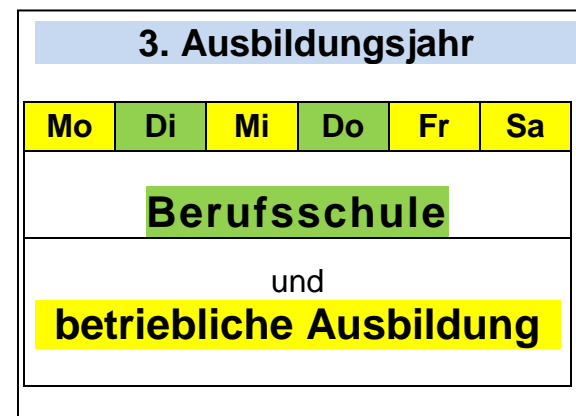 3. Ausbildungsjahr
Mo Di Mi Do Fr Sa
Berufsschule
und
betriebliche Ausbildung